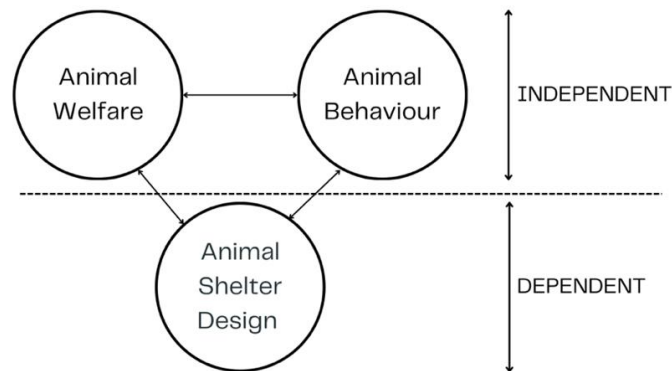 Animal
Welfare
Animal
Behaviour
INDEPENDENT
Animal
Shelter
Design
DEPENDENT